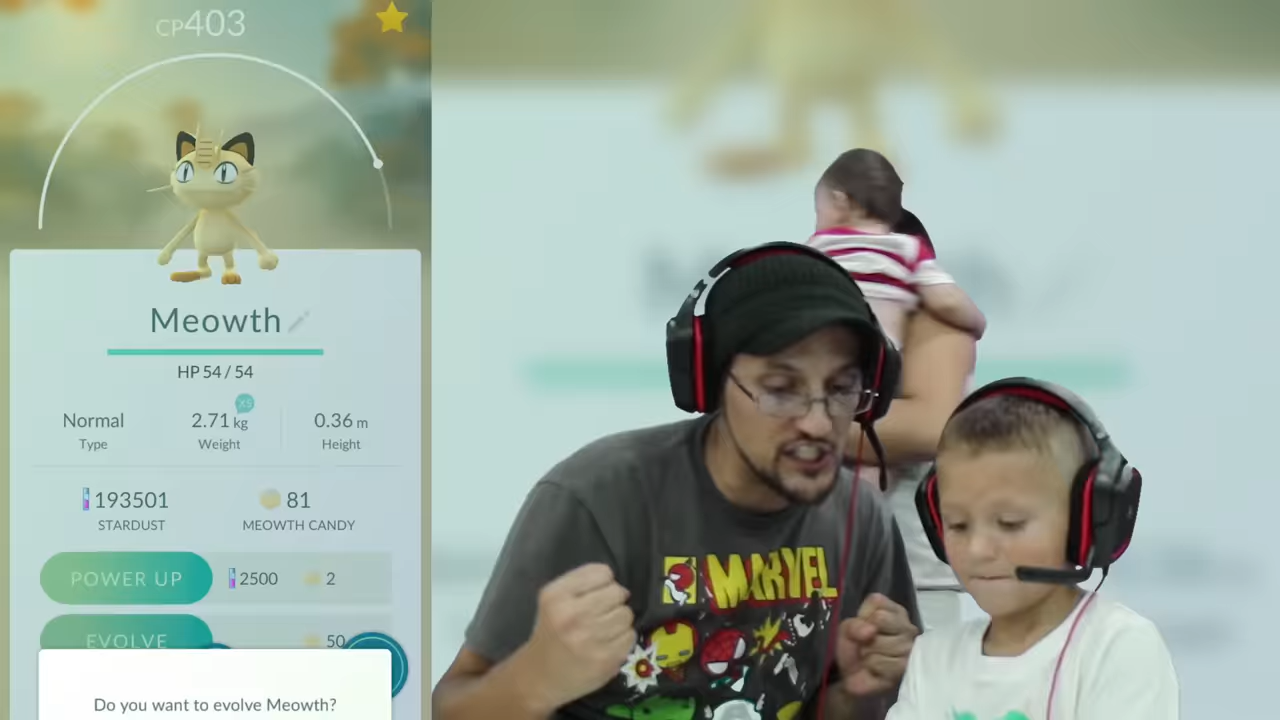 CP403
Meowth
HP 54 / 54
Normal
Type
XS
2.71 kg
Weight
0.36 m
Height
193501
STARDUST
81
MEOWTH CANDY
POWER UP
2500
2
EVOLVE
50
Do you want to evolve Meowth?
MARVEL